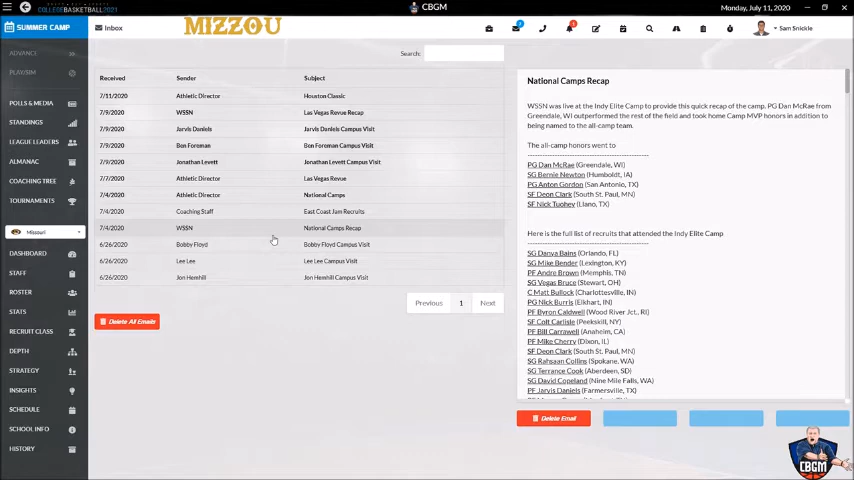 COLLEGE BASKETBALL 2021
CBGM
Monday, July 11, 2020
SUMMER CAMP
Inbox
MIZZOU
2
1
Sam Snickle
ADVANCE
PLAY/SIM
POLLS & MEDIA
STANDINGS
LEAGUE LEADERS
ALMANAC
COACHING TREE
TOURNAMENTS
Missouri
DASHBOARD
STAFF
ROSTER
STATS
RECRUIT CLASS
DEPTH
STRATEGY
INSIGHTS
SCHEDULE
SCHOOL INFO
HISTORY
Search:
Received Sender Subject
7/11/2020 Athletic Director Houston Classic
7/9/2020 WSSN Las Vegas Revue Recap
7/9/2020 Jarvis Daniels Jarvis Daniels Campus Visit
7/9/2020 Ben Foreman Ben Foreman Campus Visit
7/9/2020 Jonathan Levett Jonathan Levett Campus Visit
7/7/2020 Athletic Director Las Vegas Revue
7/4/2020 Athletic Director National Camps
7/4/2020 Coaching Staff East Coast Jam Recruits
7/4/2020 WSSN National Camps Recap
6/26/2020 Bobby Floyd Bobby Floyd Campus Visit
6/26/2020 Lee Lee Lee Lee Campus Visit
6/26/2020 Jon Hemhill Jon Hemhill Campus Visit
Previous 1 Next
Delete All Emails
National Camps Recap
WSSN was live at the Indy Elite Camp to provide this quick recap of the camp. PG Dan McRae from
Greendale, WI outperformed the rest of the field and took home Camp MVP honors in addition to
being named to the all-camp team.
The all-camp honors went to
----------------------------------------
PG Dan McRae (Greendale, WI)
SG Bernie Newton (Humboldt, IA)
PG Anton Gordon (San Antonio, TX)
SF Deon Clark (South St. Paul, MN)
SF Nick Tuohey (Llano, TX)
Here is the full list of recruits that attended the Indy Elite Camp
----------------------------------------
SG Danya Bains (Orlando, FL)
SG Mike Bender (Lexington, KY)
PF Andre Brown (Memphis, TN)
SG Vegas Bruce (Stewart, OH)
C Matt Bullock (Charlottesville, IN)
PG Nick Burris (Elkhart, IN)
PF Byron Caldwell (Wood River Jct., RI)
SF Colt Carlisle (Peekskill, NY)
PF Bill Carrawell (Anaheim, CA)
PF Mike Cherry (Dixon, IL)
SF Deon Clark (South St. Paul, MN)
SG Rahsaan Collins (Spokane, WA)
SG Terrance Cook (Aberdeen, SD)
SG David Copeland (Nine Mile Falls, WA)
PF Jarvis Daniels (Farmersville, TX)
Delete Email
CBGM